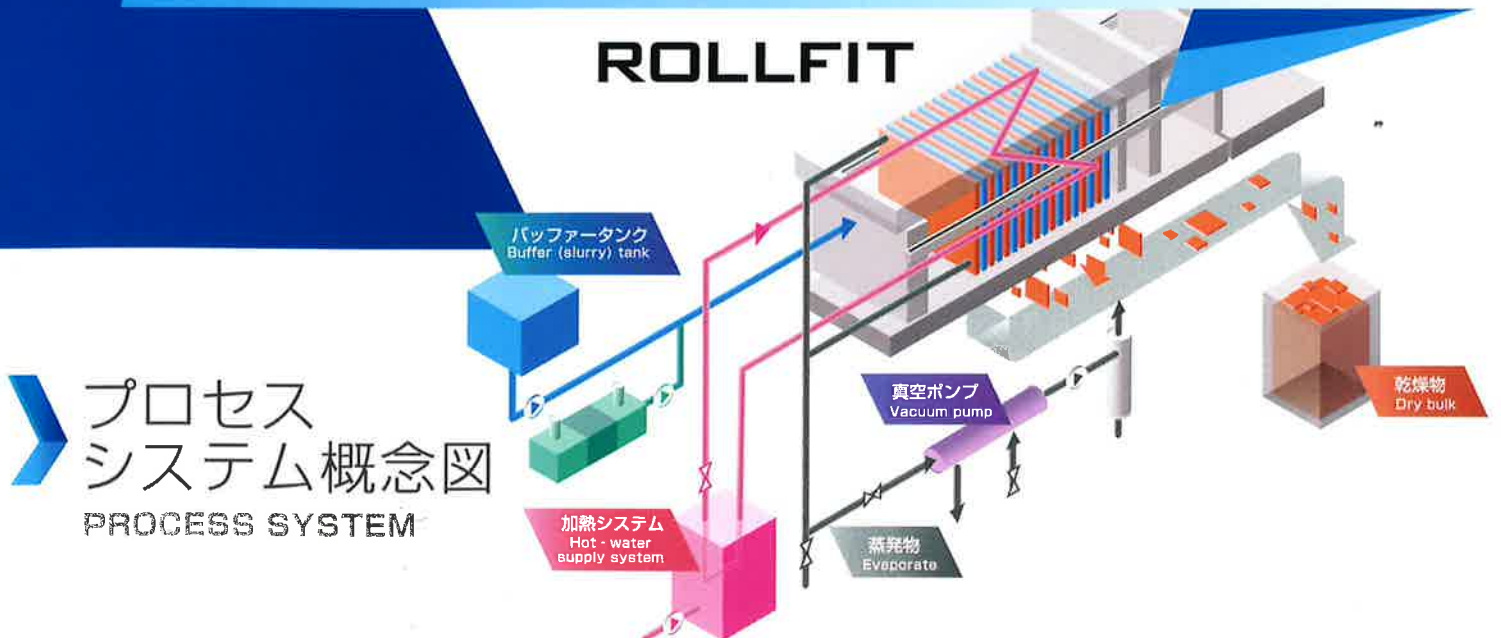 ROLLFIT
バッファータンク
Buffer (slurry) tank
プロセス
システム概念図
PROCESS SYSTEM
真空ポンプ
Vacuum pump
乾燥物
Dry bulk
加熱システム
Hot - water
supply system
蒸発物
Evaporate